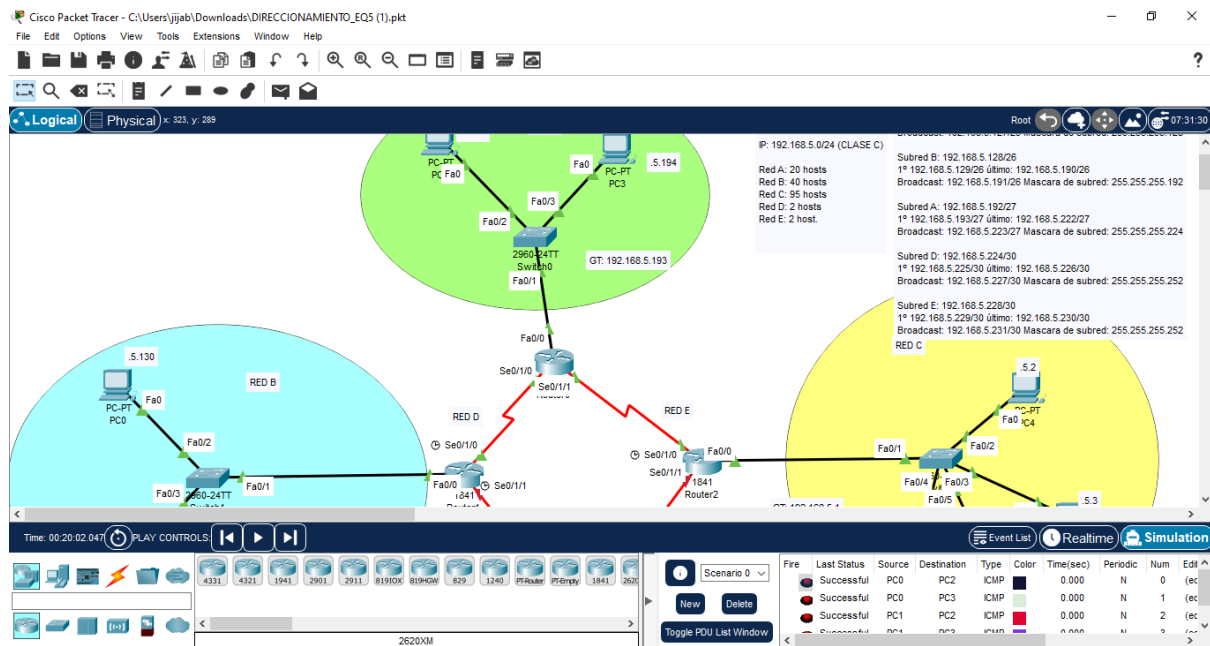 Cisco Packet Tracer - C:\Users\jijab\Downloads\DIRECCIONAMIENTO_EQ5 (1).pkt
File Edit Options View Tools Extensions Window Help
?
Logical Physical x: 323, y: 289 Root 07:31:30
IP: 192.168.5.0/24 (CLASE C)
Red A: 20 hosts
Red B: 40 hosts
Red C: 95 hosts
Red D: 2 hosts
Red E: 2 host.
Subred B: 192.168.5.128/26
1º 192.168.5.129/26 último: 192.168.5.190/26
Broadcast: 192.168.5.191/26 Mascara de subred: 255.255.255.192
Subred A: 192.168.5.192/27
1º 192.168.5.193/27 último: 192.168.5.222/27
Broadcast: 192.168.5.223/27 Mascara de subred: 255.255.255.224
Subred D: 192.168.5.224/30
1º 192.168.5.225/30 último: 192.168.5.226/30
Broadcast: 192.168.5.227/30 Mascara de subred: 255.255.255.252
Subred E: 192.168.5.228/30
1º 192.168.5.229/30 último: 192.168.5.230/30
Broadcast: 192.168.5.231/30 Mascara de subred: 255.255.255.252
PC-PT
Fa0
Fa0
PC-PT
PC3
.5.194
Fa0/3
Fa0/2
2960-24TT
Switch0
Fa0/1
GT: 192.168.5.193
Fa0/0
Se0/1/0
Se0/1/1
.5.130
RED B
PC-PT
PC0
Fa0
Fa0/2
Fa0/3
2960-24TT
Fa0/1
RED D
RED E
Se0/1/0
Fa0/0
1841
Se0/1/1
Se0/1/0
Fa0/0
Se0/1/1
1841
Router2
RED C
.5.2
PC-PT
PC4
Fa0
Fa0/1
Fa0/2
Fa0/4
Fa0/3
Fa0/5
.5.3
Time: 00:20:02.047 PLAY CONTROLS: Event List Realtime Simulation
4331 4321 1941 2901 2911 819IOX 819HGW 829 1240 PT-Router PT-Empty 1841
2620XM
Scenario 0
New Delete
Toggle PDU List Window
Fire Last Status Source Destination Type Color Time(sec) Periodic Num Edit
Successful PC0 PC2 ICMP 0.000 N 0
Successful PC0 PC3 ICMP 0.000 N 1
Successful PC1 PC2 ICMP 0.000 N 2